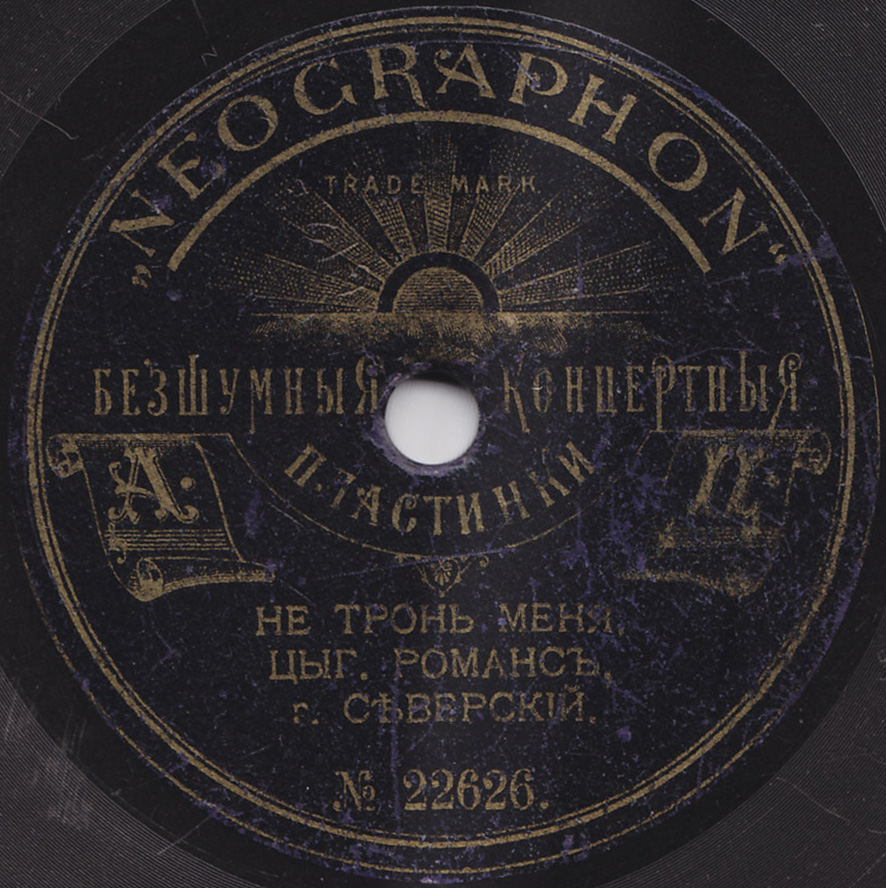 „NEOGRAPHON“
TRADE MARK
БЕЗШУМНЫЯ КОНЦЕРТНЫЯ
ПЛАСТИНКИ
А. Ц.
НЕ ТРОНЬ МЕНЯ,
ЦЫГ. РОМАНСЪ,
г. СѢВЕРСКІЙ.
№ 22626.